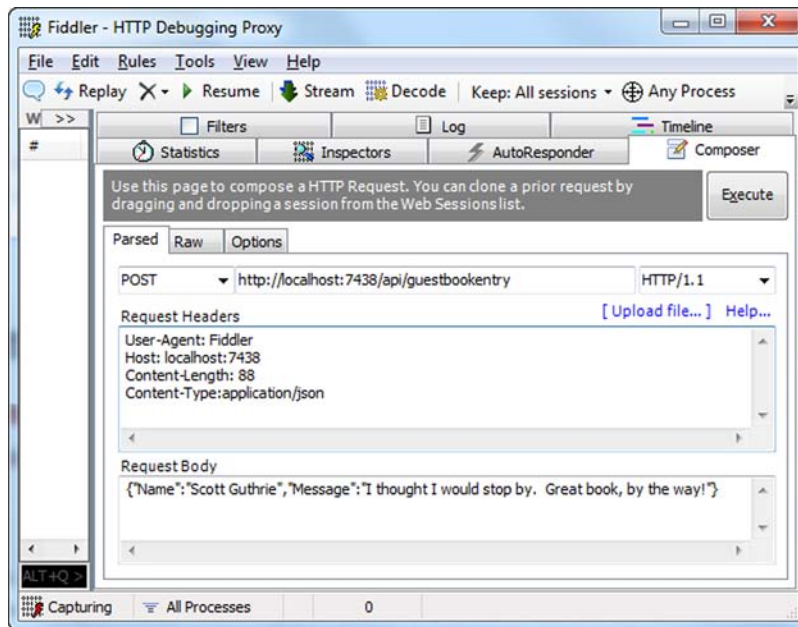 Fiddler - HTTP Debugging Proxy
File Edit Rules Tools View Help
Replay Resume Stream Decode Keep: All sessions Any Process
W >> Filters Log Timeline
# Statistics Inspectors AutoResponder Composer
Use this page to compose a HTTP Request. You can clone a prior request by
dragging and dropping a session from the Web Sessions list.
Execute
Parsed Raw Options
POST http://localhost:7438/api/guestbookentry HTTP/1.1
Request Headers [ Upload file... ] Help...
User-Agent: Fiddler
Host: localhost:7438
Content-Length: 88
Content-Type:application/json
Request Body
{"Name":"Scott Guthrie","Message":"I thought I would stop by.  Great book, by the way!"}
ALT+Q >
Capturing All Processes 0